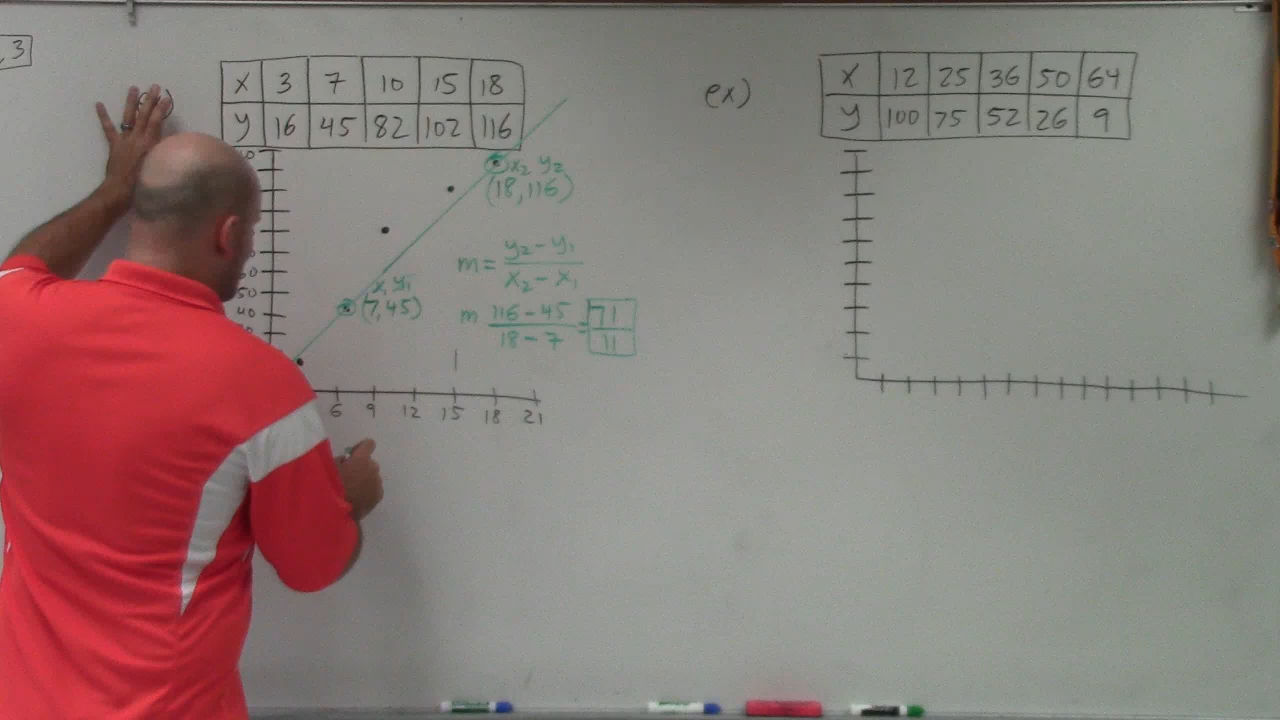 , 3
X 3 7 10 15 18
y 16 45 82 102 116
x₂ y₂
(18, 116)
m = y₂ - y₁ / x₂ - x₁
x, y₁
(7, 45)
m 116 - 45 / 18 - 7 = 71 / 11
60
50
40
6 9 12 15 18 21
ex)
X 12 25 36 50 64
y 100 75 52 26 9